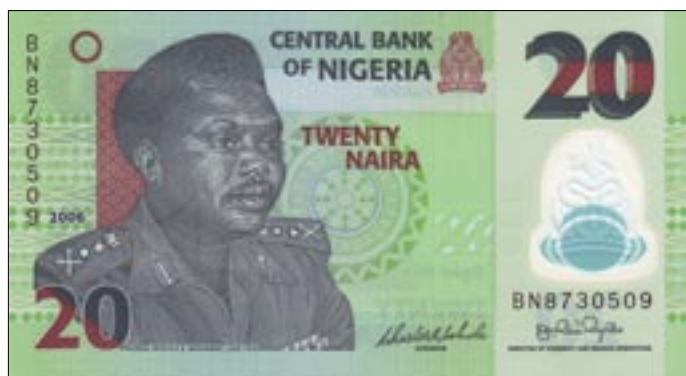 BN8730509
CENTRAL BANK
OF NIGERIA
20
TWENTY
NAIRA
2006
20
BN8730509